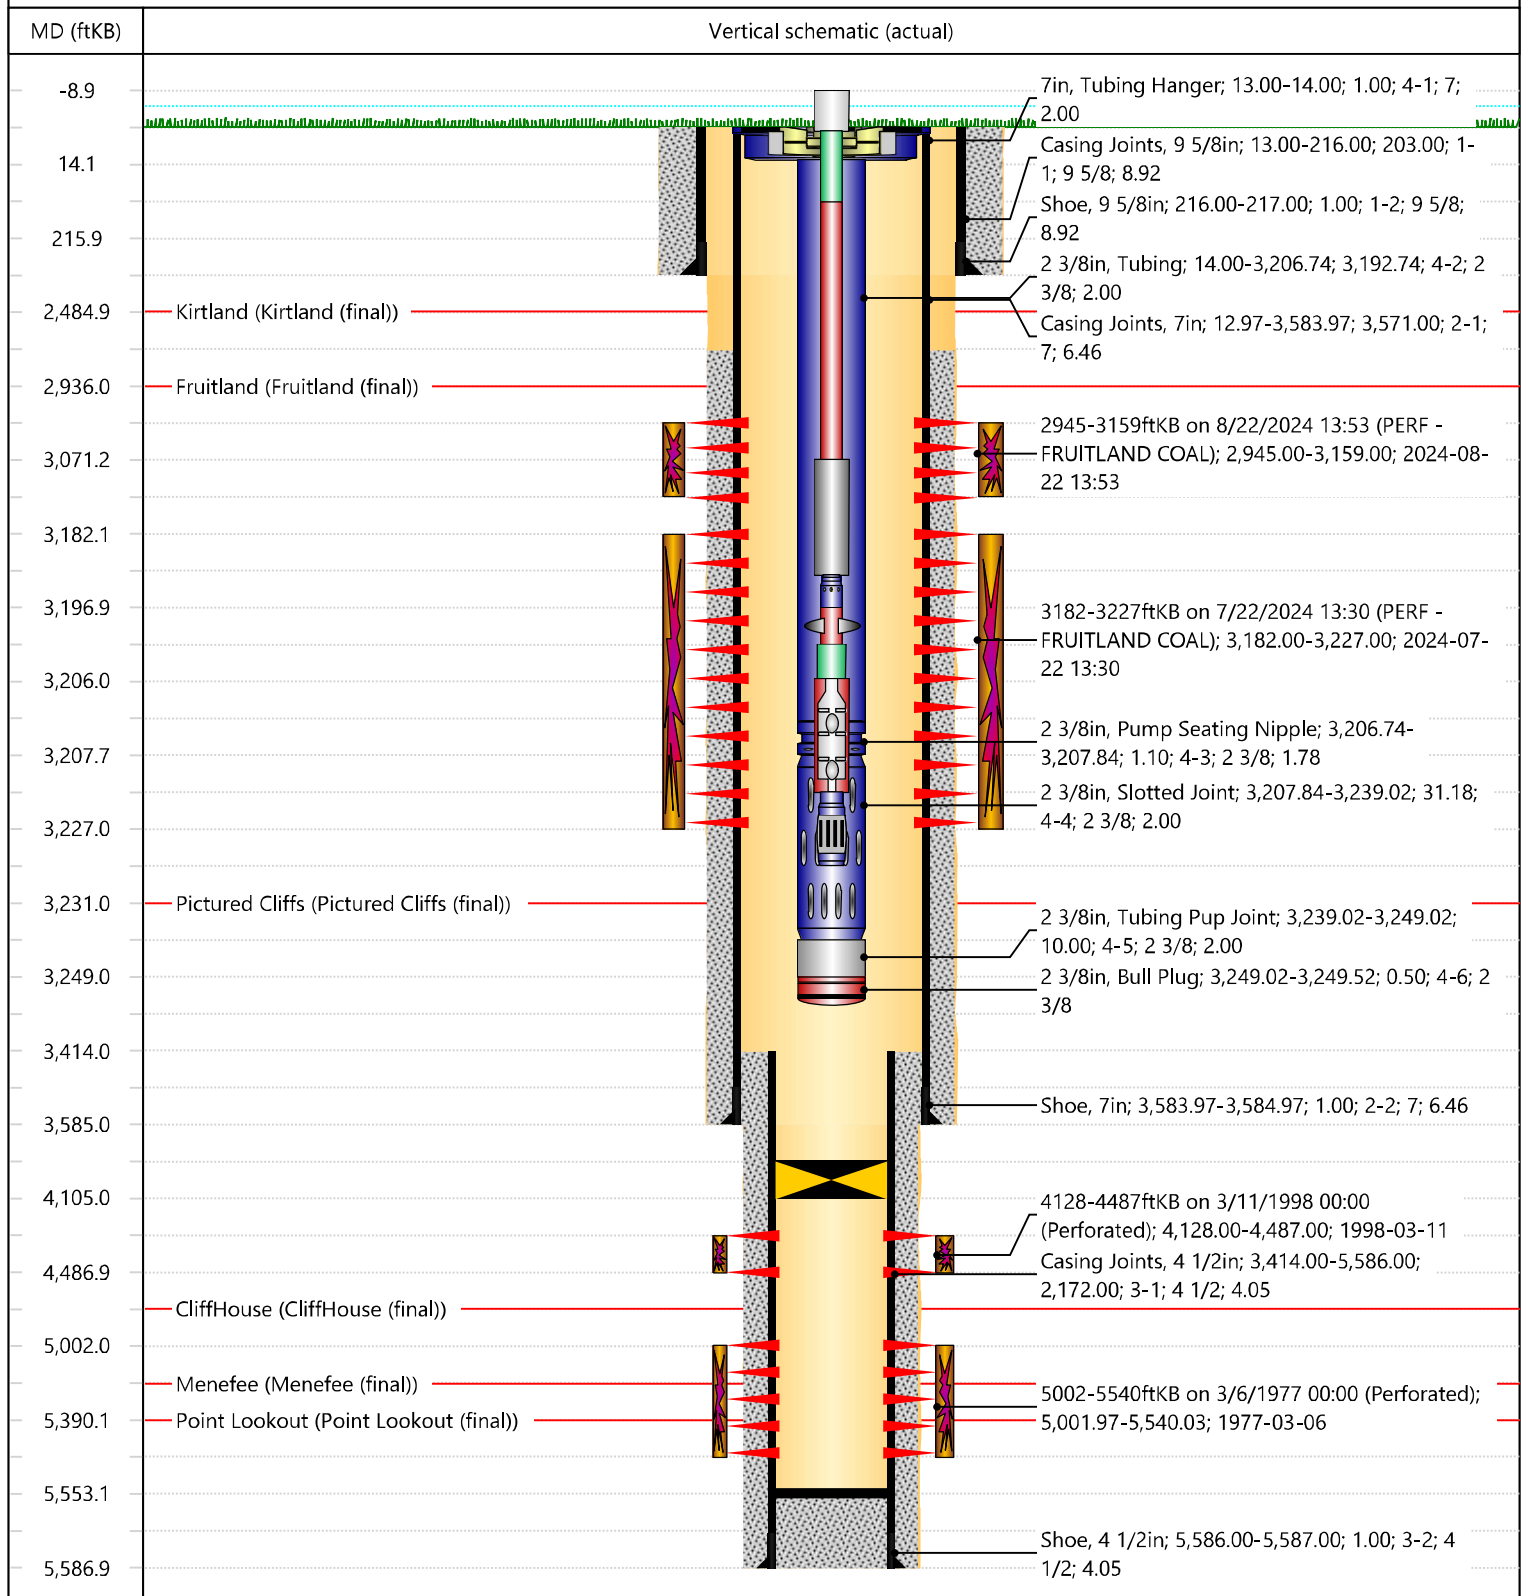 MD (ftKB)
Vertical schematic (actual)
-8.9
14.1
215.9
2,484.9
2,936.0
3,071.2
3,182.1
3,196.9
3,206.0
3,207.7
3,227.0
3,231.0
3,249.0
3,414.0
3,585.0
4,105.0
4,486.9
5,002.0
5,390.1
5,553.1
5,586.9
Kirtland (Kirtland (final))
Fruitland (Fruitland (final))
Pictured Cliffs (Pictured Cliffs (final))
CliffHouse (CliffHouse (final))
Menefee (Menefee (final))
Point Lookout (Point Lookout (final))
7in, Tubing Hanger; 13.00-14.00; 1.00; 4-1; 7;
2.00
Casing Joints, 9 5/8in; 13.00-216.00; 203.00; 1-
1; 9 5/8; 8.92
Shoe, 9 5/8in; 216.00-217.00; 1.00; 1-2; 9 5/8;
8.92
2 3/8in, Tubing; 14.00-3,206.74; 3,192.74; 4-2; 2
3/8; 2.00
Casing Joints, 7in; 12.97-3,583.97; 3,571.00; 2-1;
7; 6.46
2945-3159ftKB on 8/22/2024 13:53 (PERF -
FRUITLAND COAL); 2,945.00-3,159.00; 2024-08-
22 13:53
3182-3227ftKB on 7/22/2024 13:30 (PERF -
FRUITLAND COAL); 3,182.00-3,227.00; 2024-07-
22 13:30
2 3/8in, Pump Seating Nipple; 3,206.74-
3,207.84; 1.10; 4-3; 2 3/8; 1.78
2 3/8in, Slotted Joint; 3,207.84-3,239.02; 31.18;
4-4; 2 3/8; 2.00
2 3/8in, Tubing Pup Joint; 3,239.02-3,249.02;
10.00; 4-5; 2 3/8; 2.00
2 3/8in, Bull Plug; 3,249.02-3,249.52; 0.50; 4-6; 2
3/8
Shoe, 7in; 3,583.97-3,584.97; 1.00; 2-2; 7; 6.46
4128-4487ftKB on 3/11/1998 00:00
(Perforated); 4,128.00-4,487.00; 1998-03-11
Casing Joints, 4 1/2in; 3,414.00-5,586.00;
2,172.00; 3-1; 4 1/2; 4.05
5002-5540ftKB on 3/6/1977 00:00 (Perforated);
5,001.97-5,540.03; 1977-03-06
Shoe, 4 1/2in; 5,586.00-5,587.00; 1.00; 3-2; 4
1/2; 4.05